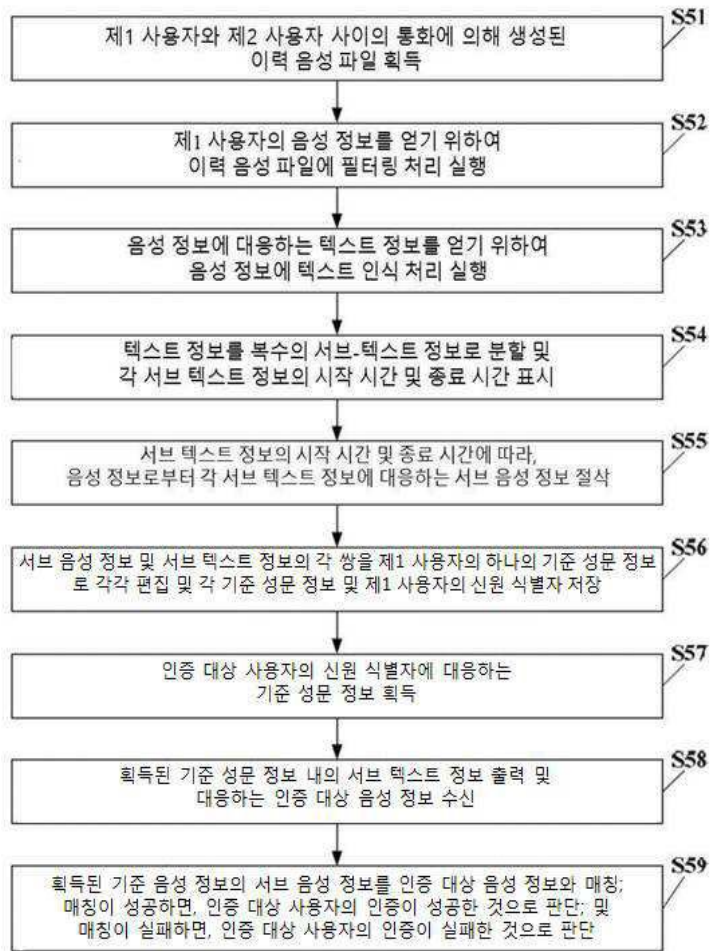 S51
제1 사용자와 제2 사용자 사이의 통화에 의해 생성된
이력 음성 파일 획득
S52
제1 사용자의 음성 정보를 얻기 위하여
이력 음성 파일에 필터링 처리 실행
S53
음성 정보에 대응하는 텍스트 정보를 얻기 위하여
음성 정보에 텍스트 인식 처리 실행
S54
텍스트 정보를 복수의 서브-텍스트 정보로 분할 및
각 서브 텍스트 정보의 시작 시간 및 종료 시간 표시
S55
서브 텍스트 정보의 시작 시간 및 종료 시간에 따라,
음성 정보로부터 각 서브 텍스트 정보에 대응하는 서브 음성 정보 절삭
S56
서브 음성 정보 및 서브 텍스트 정보의 각 쌍을 제1 사용자의 하나의 기준 성문 정보
로 각각 편집 및 각 기준 성문 정보 및 제1 사용자의 신원 식별자 저장
S57
인증 대상 사용자의 신원 식별자에 대응하는
기준 성문 정보 획득
S58
획득된 기준 성문 정보 내의 서브 텍스트 정보 출력 및
대응하는 인증 대상 음성 정보 수신
S59
획득된 기준 음성 정보의 서브 음성 정보를 인증 대상 음성 정보와 매칭;
매칭이 성공하면, 인증 대상 사용자의 인증이 성공한 것으로 판단; 및
매칭이 실패하면, 인증 대상 사용자의 인증이 실패한 것으로 판단